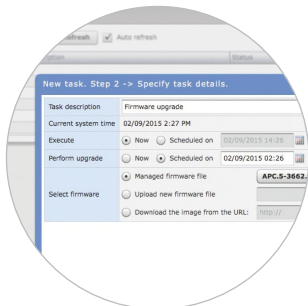 Refresh Auto refresh
Status
New task. Step 2 -> Specify task details.
Task description Firmware upgrade
Current system time 02/09/2015 2:27 PM
Execute Now Scheduled on 02/09/2015 14:26
Perform upgrade Now Scheduled on 02/09/2015 02:26
Managed firmware file APC.5-3662.
Select firmware Upload new firmware file
Download the image from the URL: http://